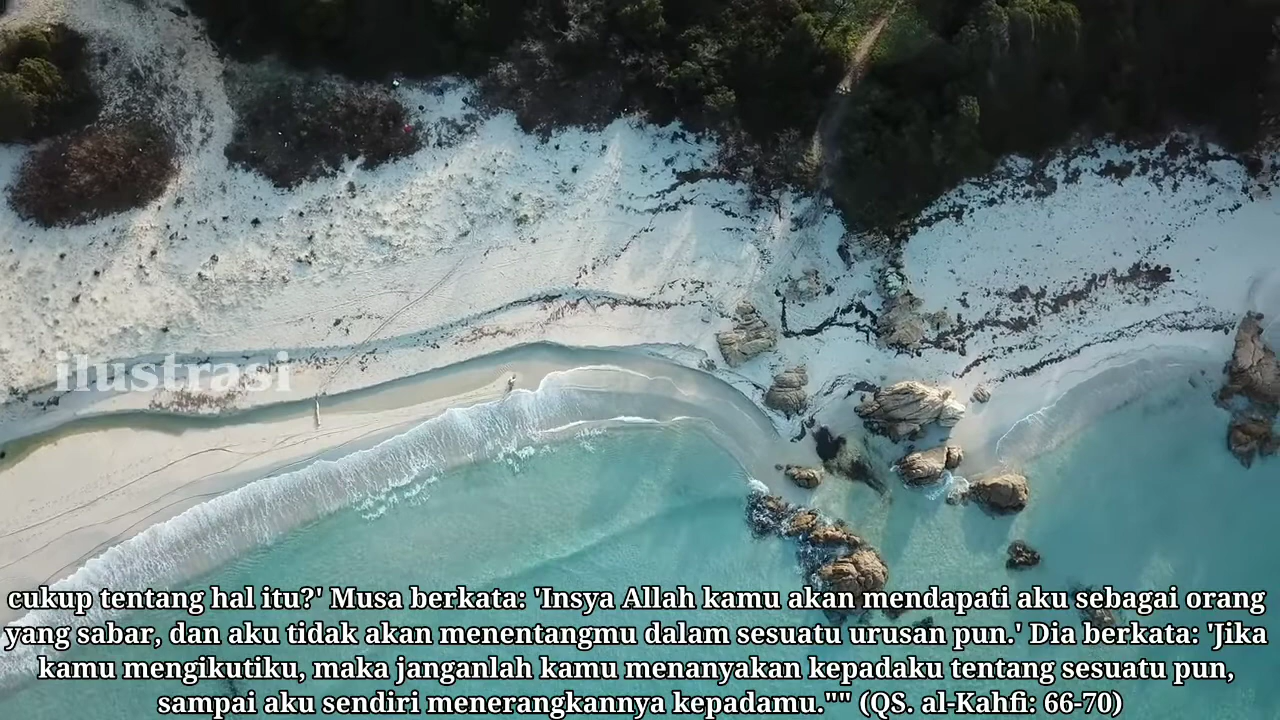 ilustrasi
cukup tentang hal itu?' Musa berkata: 'Insya Allah kamu akan mendapati aku sebagai orang
yang sabar, dan aku tidak akan menentangmu dalam sesuatu urusan pun.' Dia berkata: 'Jika
kamu mengikutiku, maka janganlah kamu menanyakan kepadaku tentang sesuatu pun,
sampai aku sendiri menerangkannya kepadamu."" (QS. al-Kahfi: 66-70)